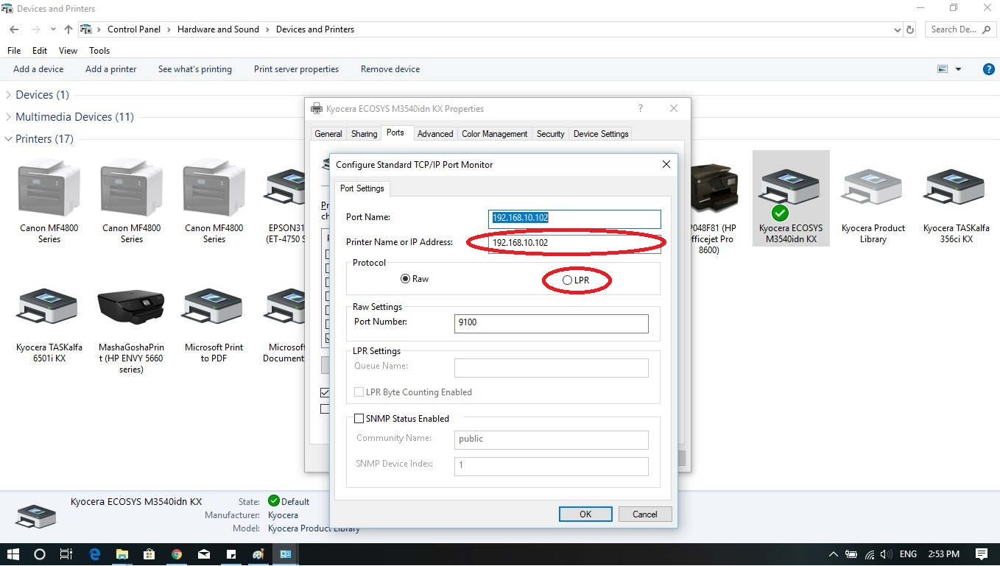 Devices and Printers
Control Panel > Hardware and Sound > Devices and Printers
Search De...
File Edit View Tools
Add a device Add a printer See what's printing Print server properties Remove device
Devices (1)
Multimedia Devices (11)
Printers (17)
Canon MF4800
Series
Canon MF4800
Series
Canon MF4800
Series
EPSON31
(ET-4750 S
P048F81 (HP
fficejet Pro
8600)
Kyocera ECOSYS
M3540idn KX
Kyocera Product
Library
Kyocera TASKalfa
356ci KX
Kyocera TASKalfa
6501i KX
MashaGoshaPrin
t (HP ENVY 5660
series)
Microsoft Print
to PDF
Microsof
Document
Kyocera ECOSYS M3540idn KX Properties
General Sharing Ports Advanced Color Management Security Device Settings
Configure Standard TCP/IP Port Monitor
Port Settings
Port Name: 192.168.10.102
Printer Name or IP Address: 192.168.10.102
Protocol
Raw LPR
Raw Settings
Port Number: 9100
LPR Settings
Queue Name:
LPR Byte Counting Enabled
SNMP Status Enabled
Community Name: public
SNMP Device Index: 1
OK Cancel
Kyocera ECOSYS M3540idn KX State: Default
Manufacturer: Kyocera
Model: Kyocera Product Library
ENG 2:53 PM